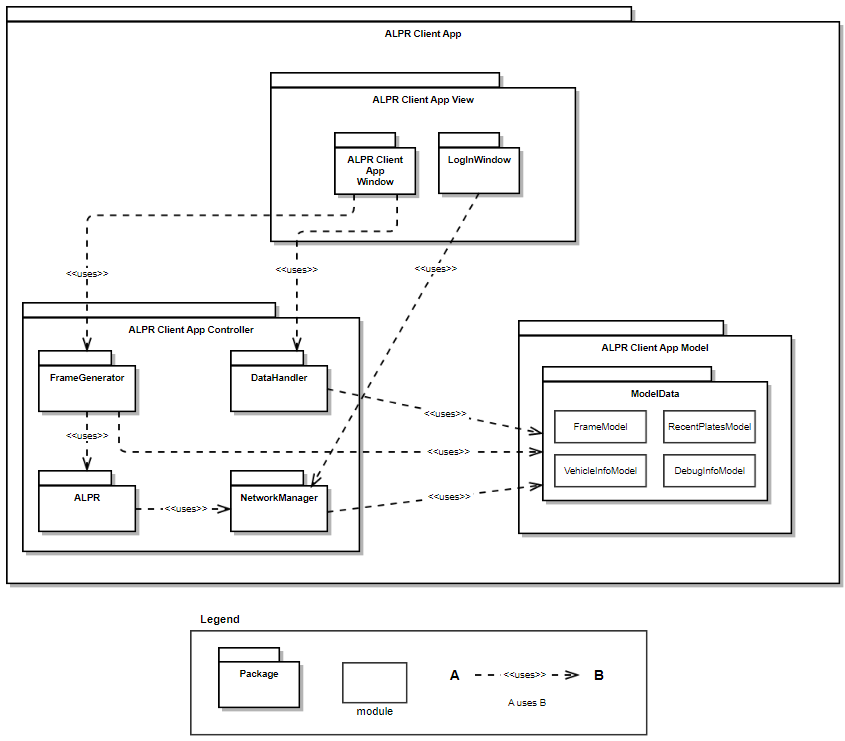 ALPR Client App
ALPR Client App View
ALPR Client
App
Window
LogInWindow
<<uses>>
<<uses>>
<<uses>>
ALPR Client App Controller
FrameGenerator
DataHandler
<<uses>>
ALPR
<<uses>>
NetworkManager
<<uses>>
<<uses>>
<<uses>>
ALPR Client App Model
ModelData
FrameModel
RecentPlatesModel
VehicleInfoModel
DebugInfoModel
Legend
Package
module
A
<<uses>>
B
A uses B